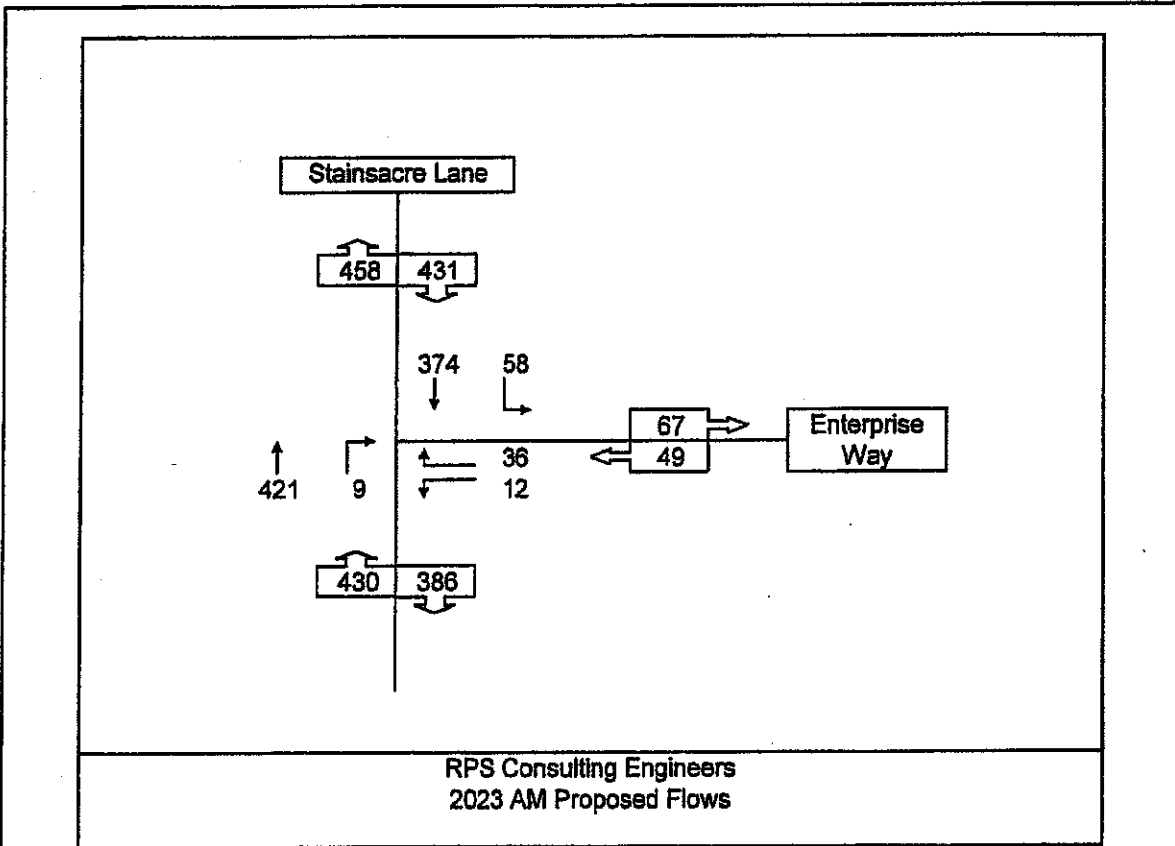 Stainsacre Lane
458 431
374 58
67
Enterprise
Way
49
36
12
421 9
430 386
RPS Consulting Engineers
2023 AM Proposed Flows